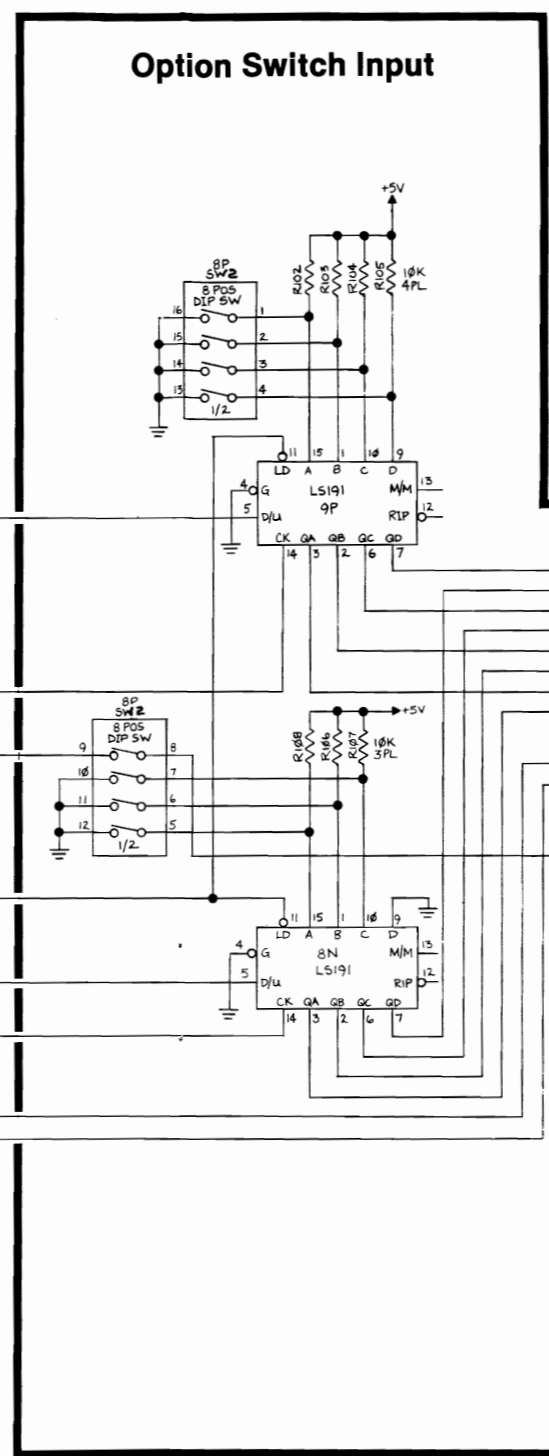 Option Switch Input
+5V
8P
SW2
8 POS
DIP SW
R102
R103
R104
R105
10K
4PL
16
1
15
2
14
3
13
4
1/2
11
15
1
10
9
LD
A
B
C
D
4
G
LS191
M/M
13
5
D/U
9P
RIP
12
CK
QA
QB
QC
QD
14
3
2
6
7
8P
SW2
8 POS
DIP SW
+5V
R108
R106
R107
10K
3PL
9
8
10
7
11
6
12
5
1/2
11
15
1
10
9
LD
A
B
C
D
4
G
8N
M/M
13
5
D/U
LS191
RIP
12
CK
QA
QB
QC
QD
14
3
2
6
7